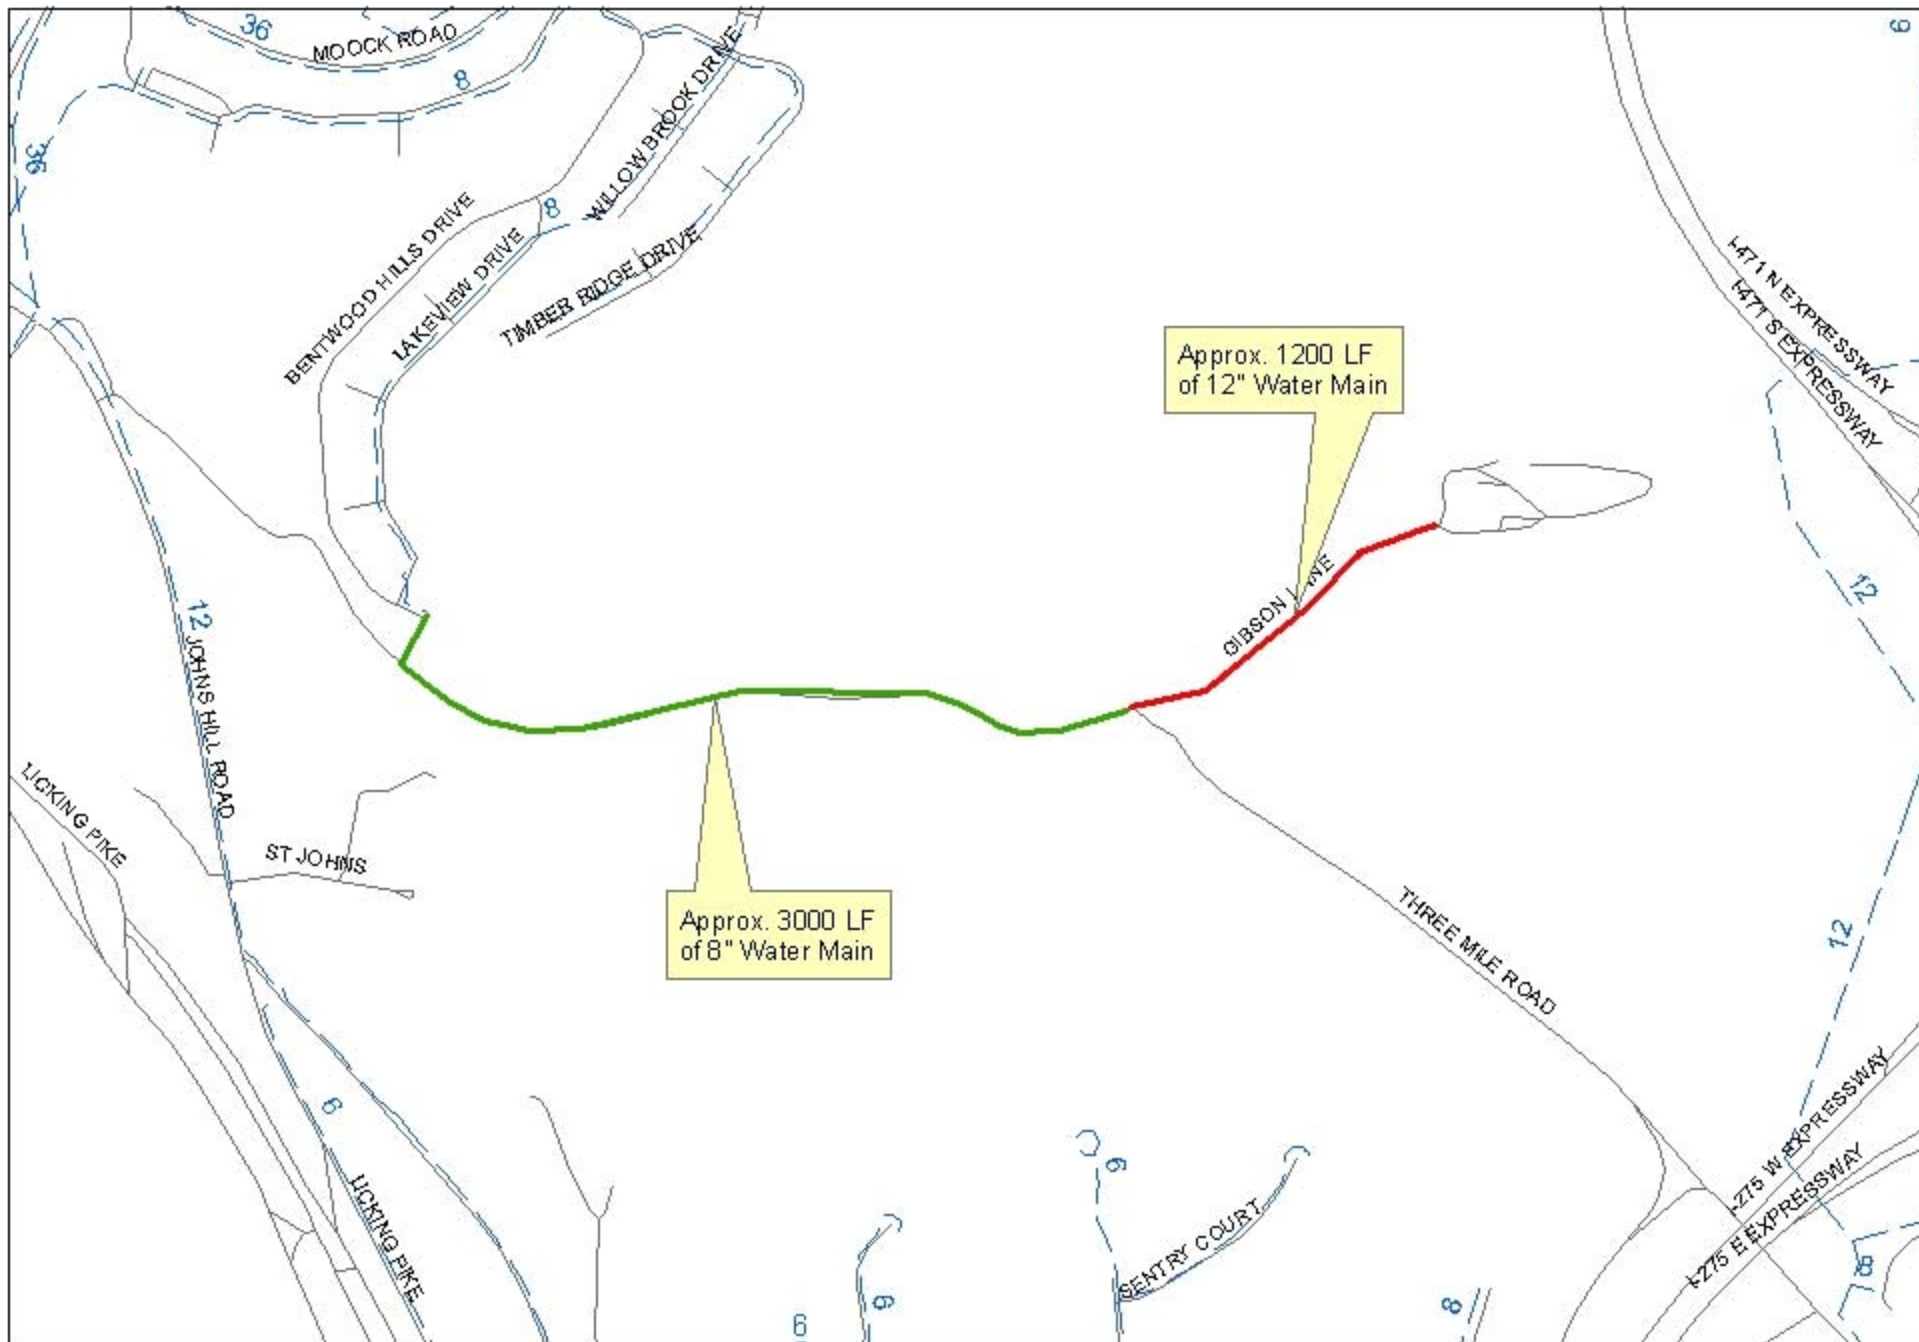 36
MOOCK ROAD
8
36
WILLOW BROOK DRIVE
8
BENTWOOD HILLS DRIVE
LAKEVIEW DRIVE
TIMBER RIDGE DRIVE
6
I-471 N EXPRESSWAY
I-471 S EXPRESSWAY
Approx. 1200 LF
of 12" Water Main
GIBSON L NE
12
12
JOHNS HILL ROAD
LICKING PIKE
ST JOHNS
Approx. 3000 LF
of 8" Water Main
THREE MILE ROAD
12
6
LICKING PIKE
6
SENTRY COURT
6
6
8
-275 W EXPRESSWAY
I-275 E EXPRESSWAY
8